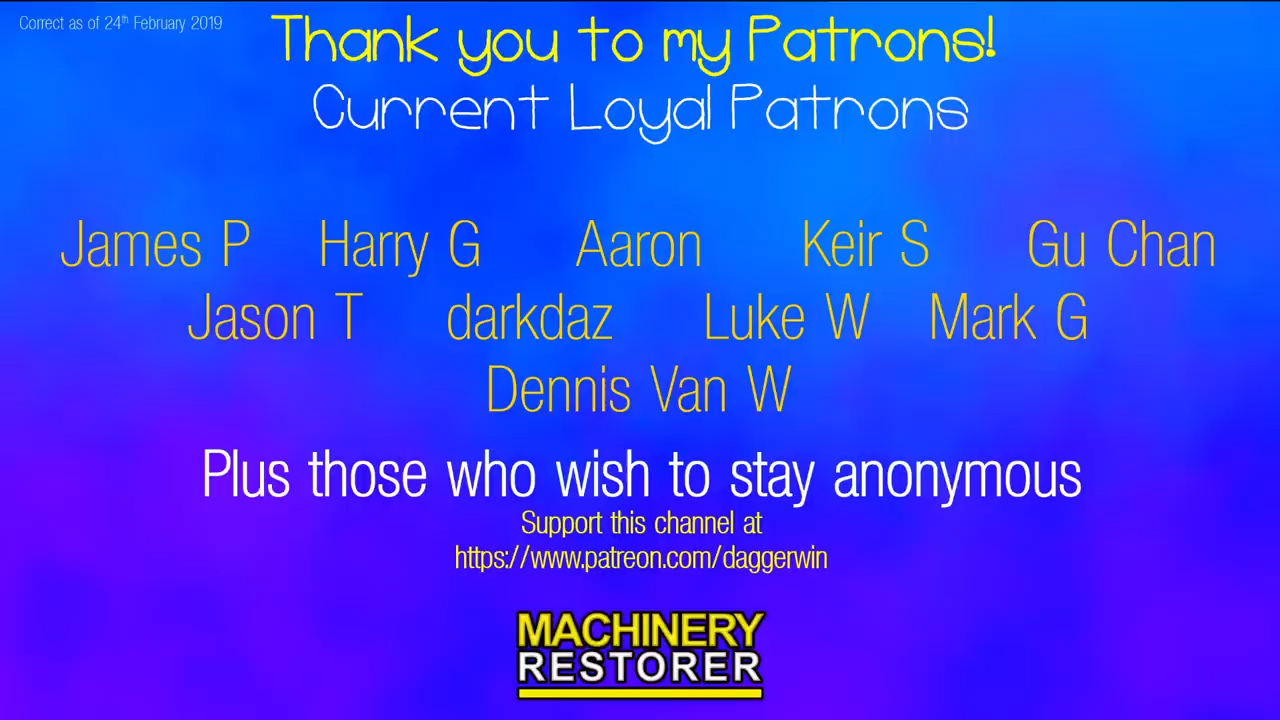 Correct as of 24th February 2019
Thank you to my Patrons!
Current Loyal Patrons
James P Harry G Aaron Keir S Gu Chan
Jason T darkdaz Luke W Mark G
Dennis Van W
Plus those who wish to stay anonymous
Support this channel at
https://www.patreon.com/daggerwin
MACHINERY
RESTORER